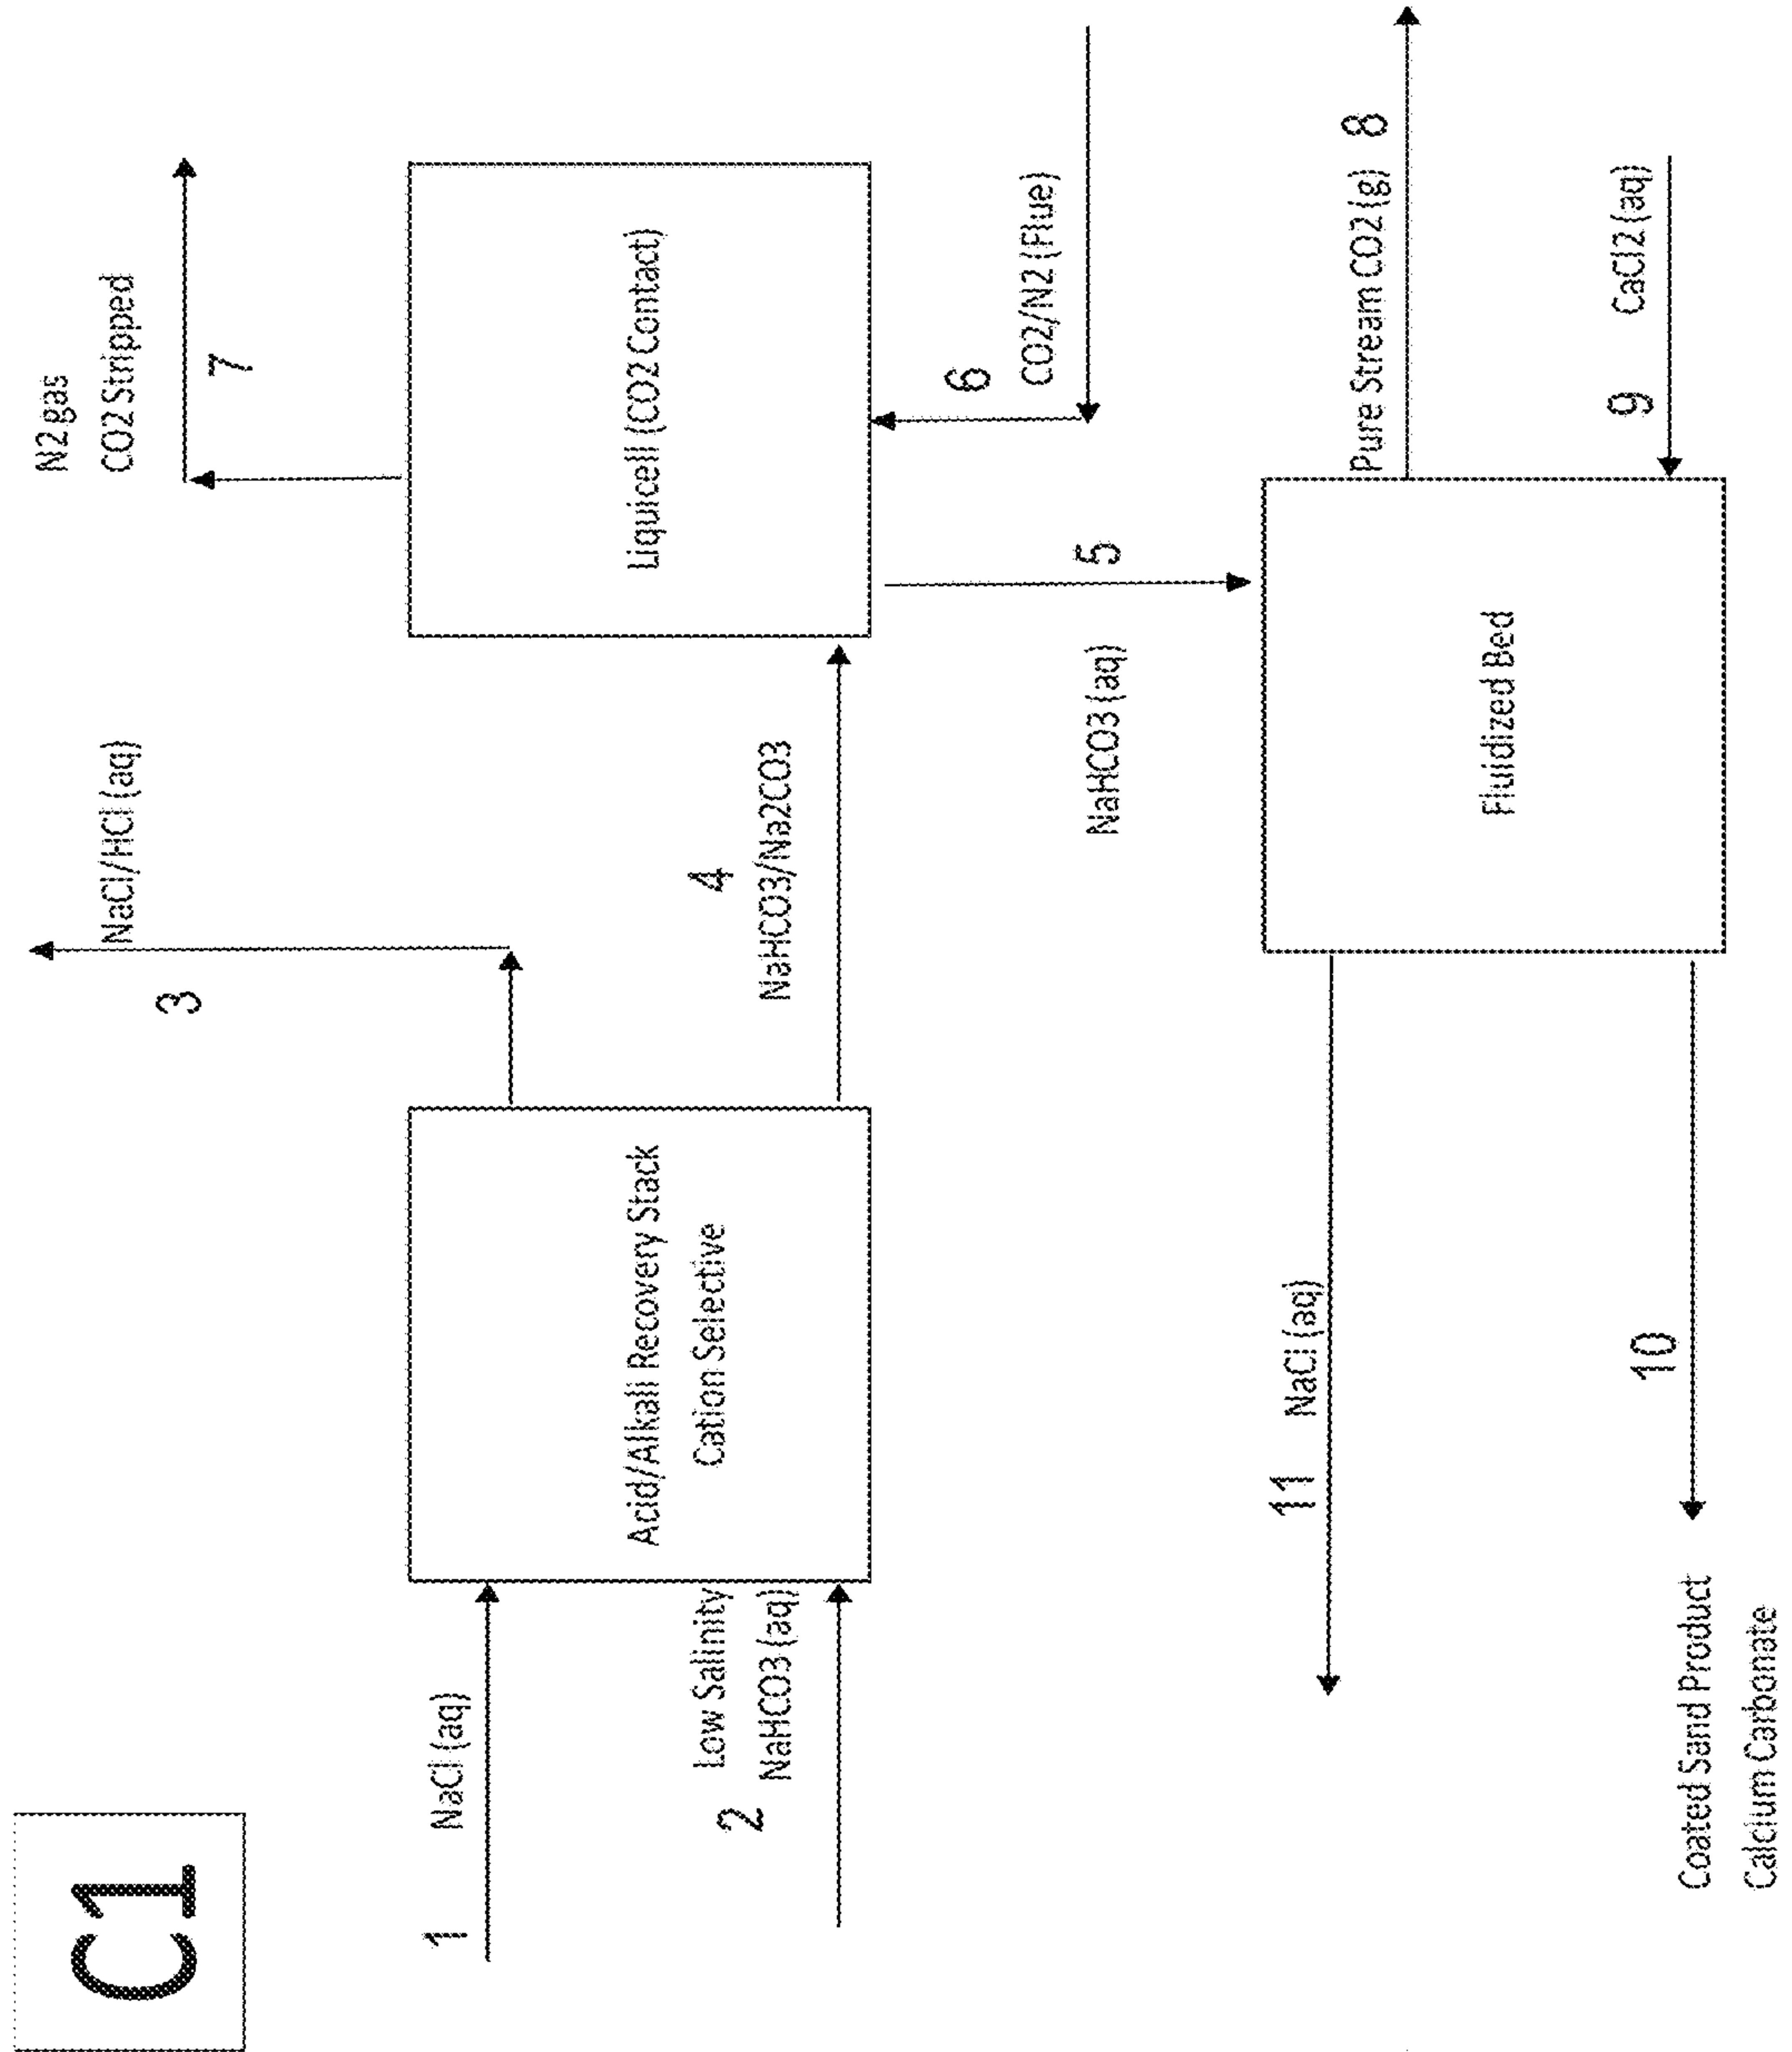 C1
1
NaCl (aq)
2
Low Salinity
NaHCO3 (aq)
Acid/Alkali Recovery Stack
Cation Selective
3
NaCl/HCl (aq)
4
NaHCO3/Na2CO3
N2 gas
CO2 Stripped
7
Liquicell (CO2 Contact)
6
CO2/N2 (Flue)
NaHCO3 (aq)
5
Fluidized Bed
Pure Stream CO2 (g) 8
9 CaCl2 (aq)
11 NaCl (aq)
10
Coated Sand Product
Calcium Carbonate